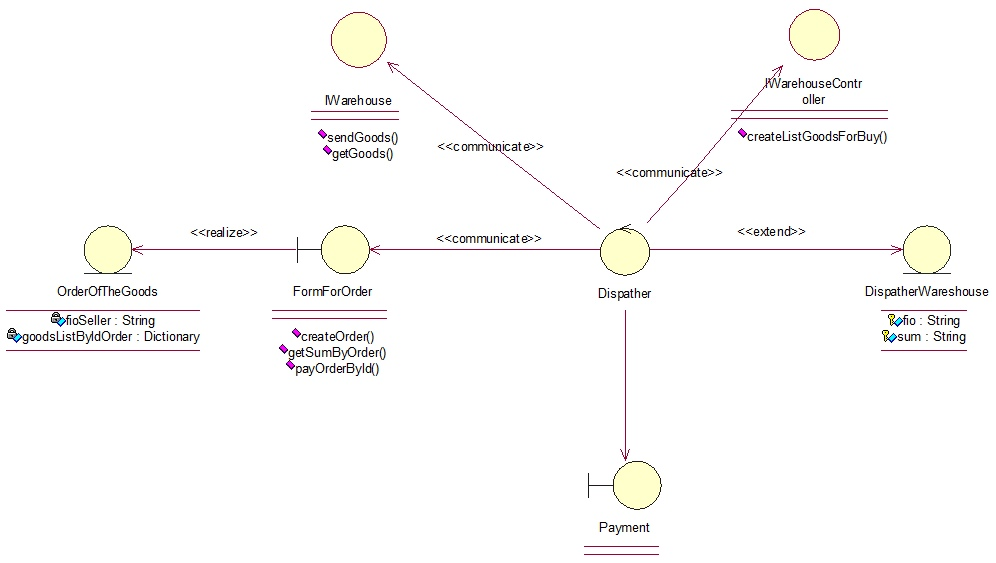 IWarehouse
sendGoods()
getGoods()
IWarehouseContr
oller
createListGoodsForBuy()
<<communicate>>
<<communicate>>
<<realize>>
<<communicate>>
<<extend>>
OrderOfTheGoods
fioSeller : String
goodsListByIdOrder : Dictionary
FormForOrder
createOrder()
getSumByOrder()
payOrderById()
Dispather
DispatherWareshouse
fio : String
sum : String
Payment